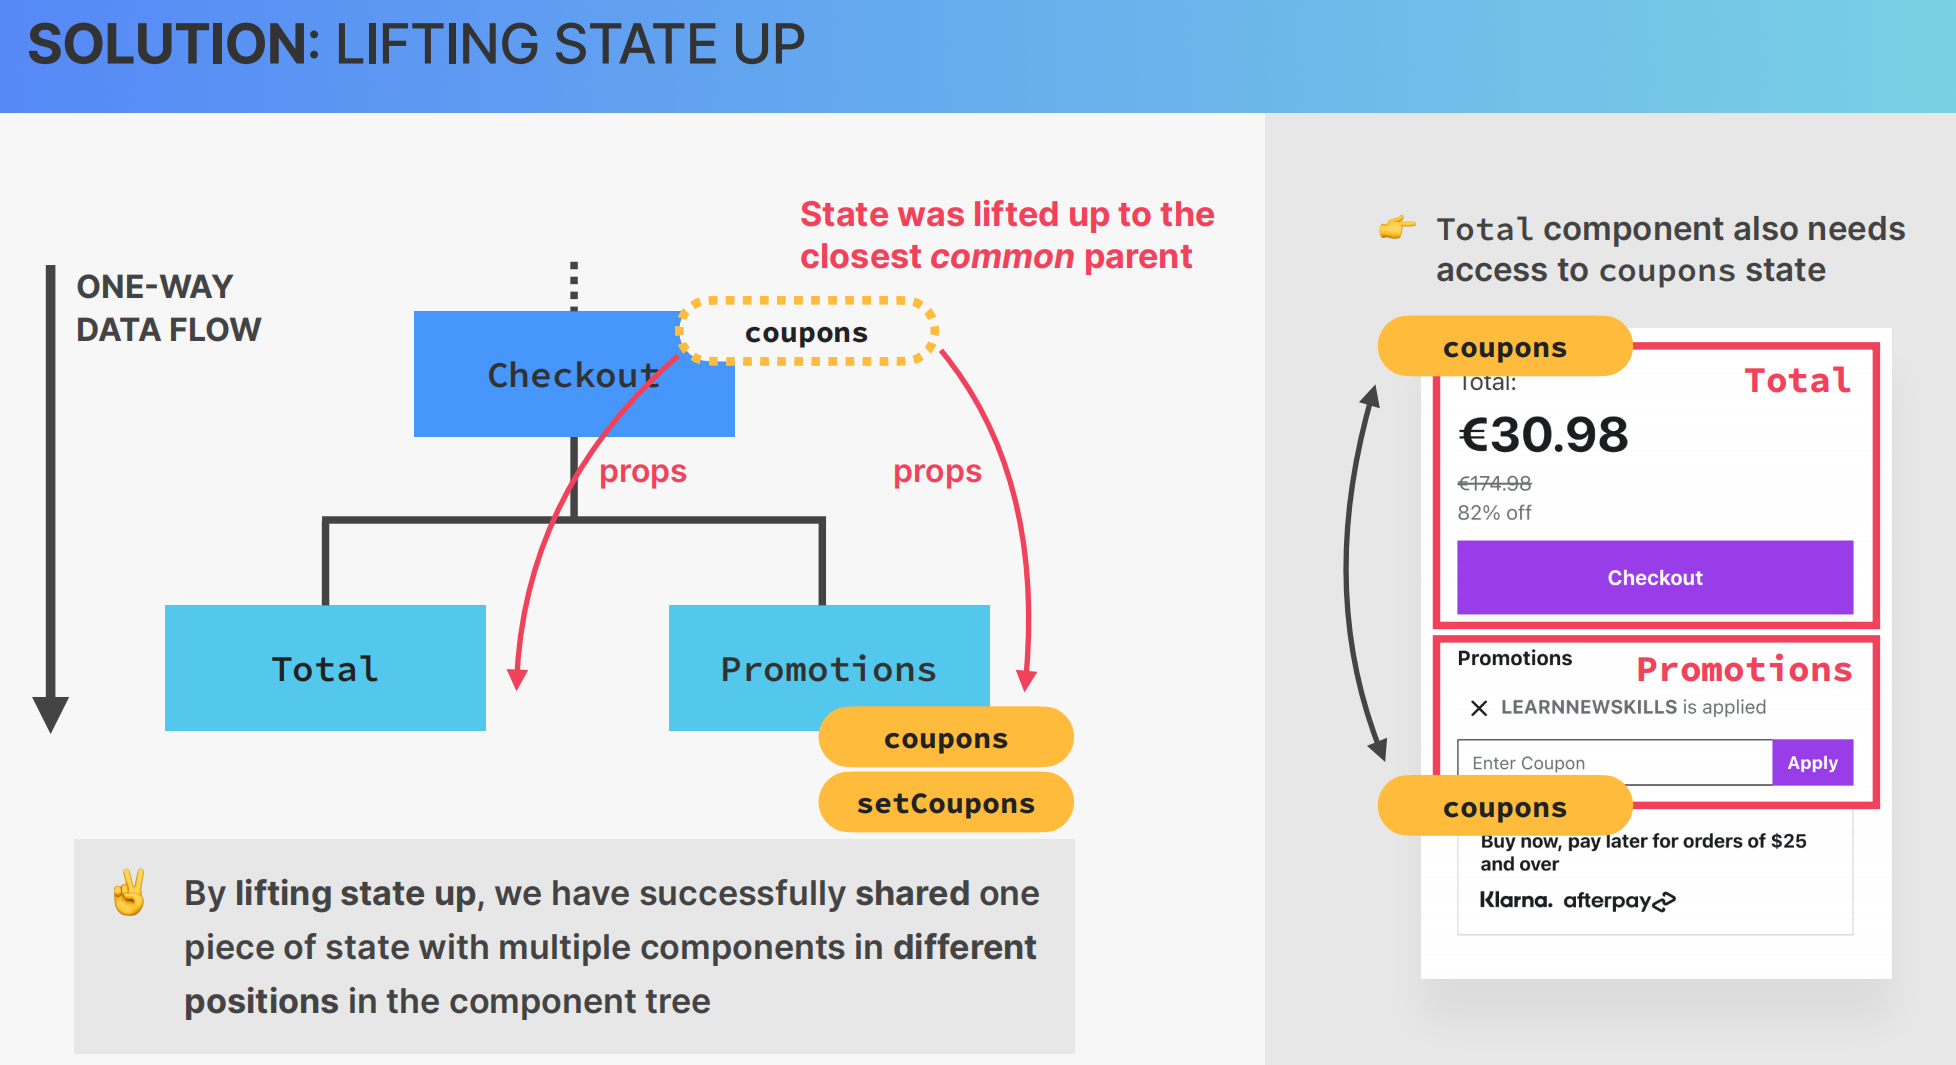 SOLUTION: LIFTING STATE UP
ONE-WAY
DATA FLOW
State was lifted up to the
closest common parent
coupons
Checkout
props
props
Total
Promotions
coupons
setCoupons
✌️ By lifting state up, we have successfully shared one
piece of state with multiple components in different
positions in the component tree
👉 Total component also needs
access to coupons state
coupons
Total:
Total
€30.98
€174.98
82% off
Checkout
Promotions
Promotions
LEARNNEWSKILLS is applied
Enter Coupon
Apply
coupons
Buy now, pay later for orders of $25
and over
Klarna. afterpay